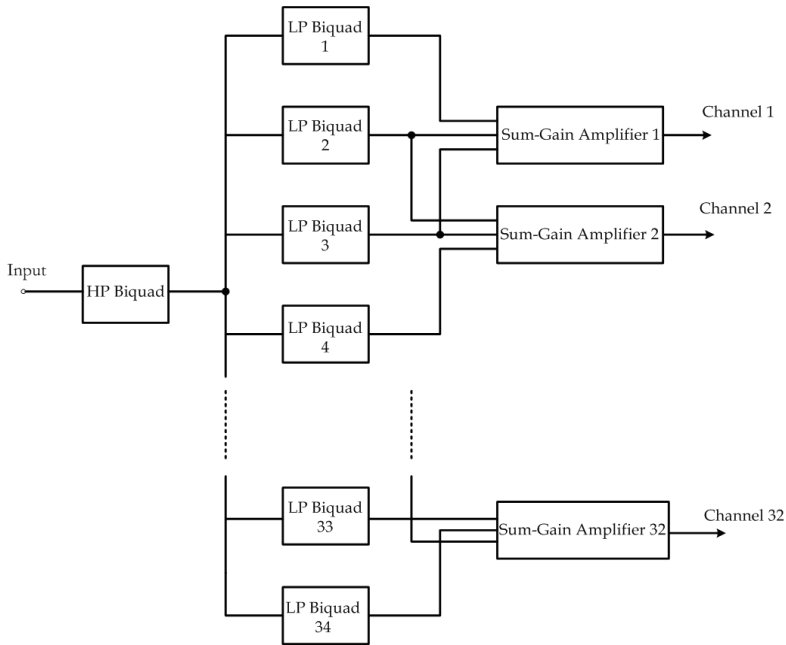 LP Biquad
1
Channel 1
LP Biquad
2
Sum-Gain Amplifier 1
Channel 2
LP Biquad
3
Sum-Gain Amplifier 2
Input
HP Biquad
LP Biquad
4
LP Biquad
33
Channel 32
Sum-Gain Amplifier 32
LP Biquad
34